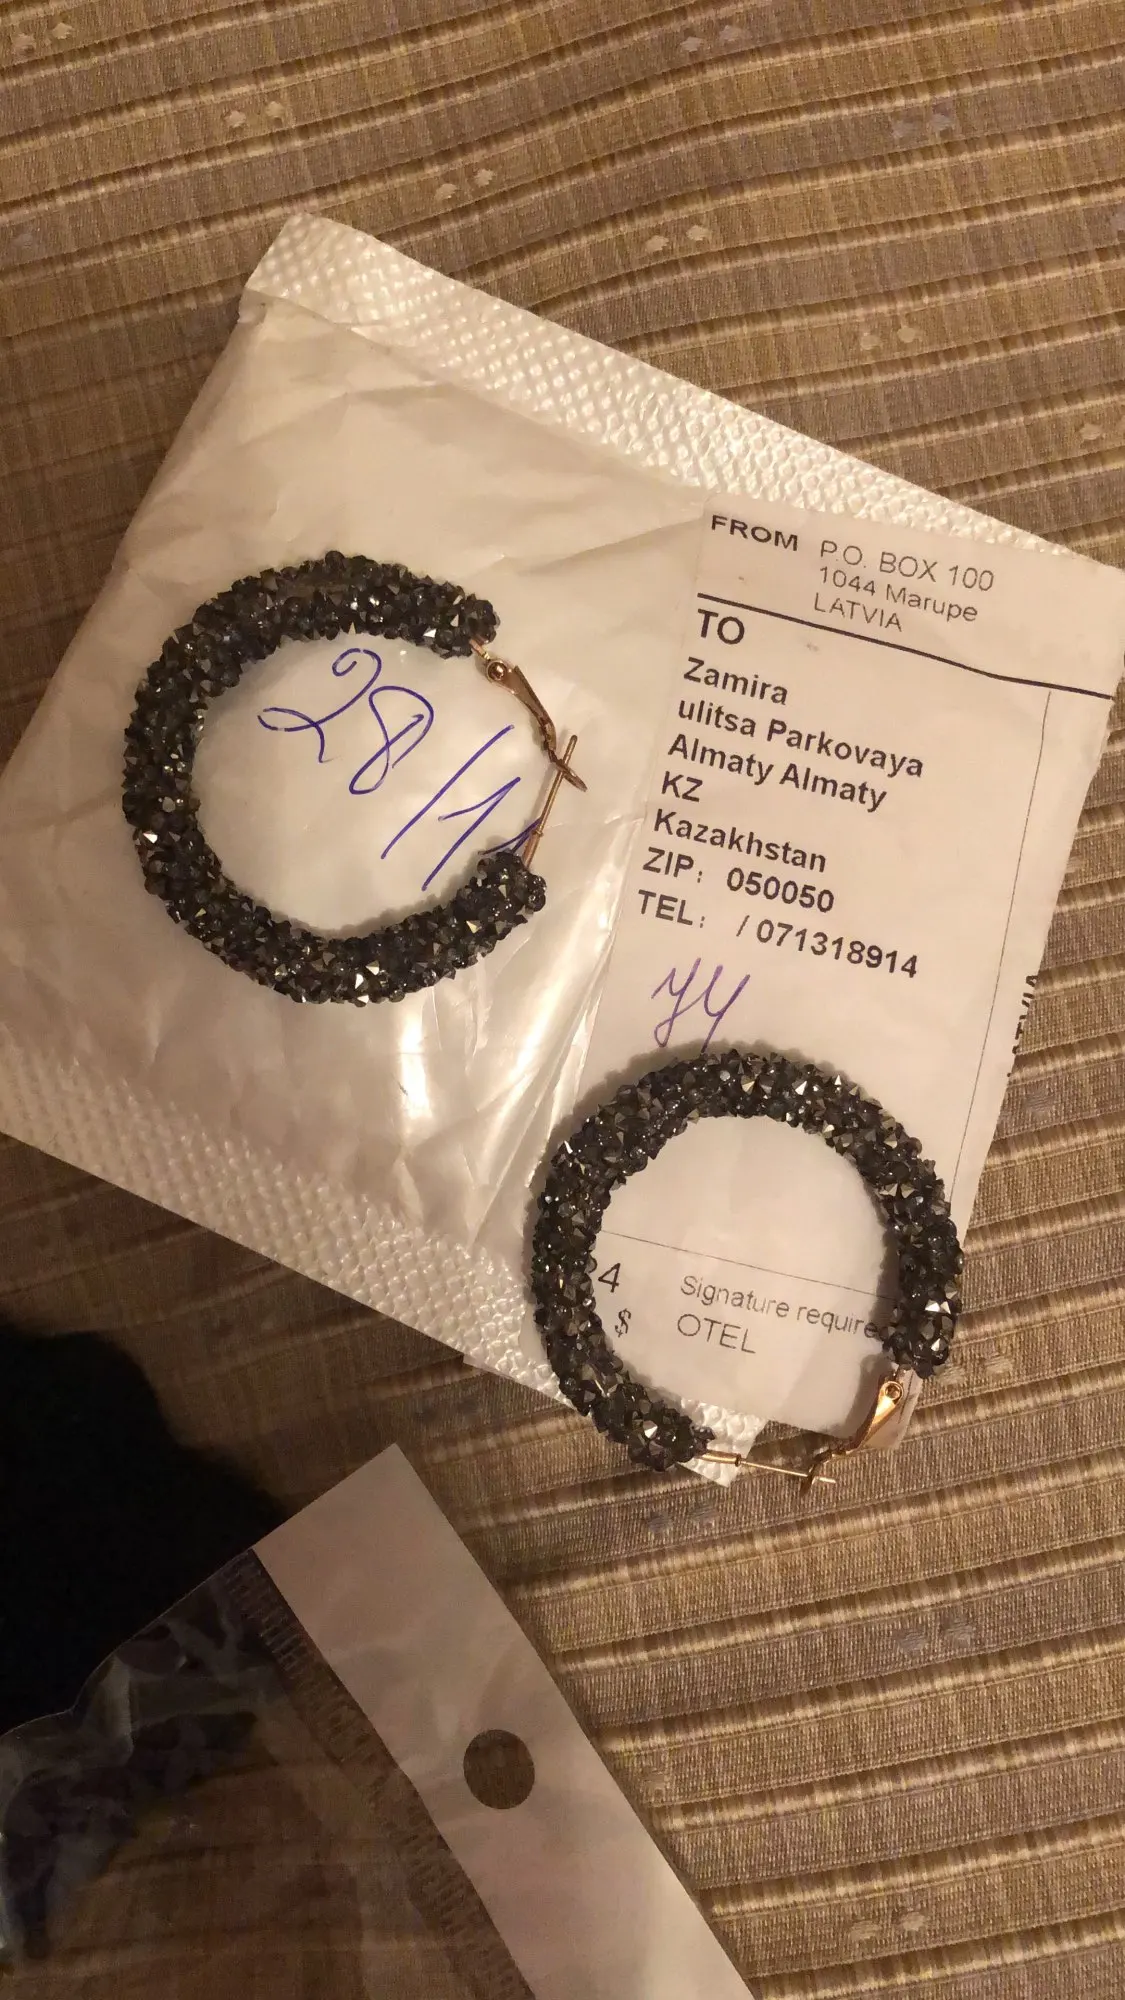 FROM P.O. BOX 100
1044 Marupe
LATVIA
TO
Zamira
ulitsa Parkovaya
Almaty Almaty
KZ
Kazakhstan
ZIP: 050050
TEL: / 071318914
28/11
LATVIA
Signature require
$ OTEL